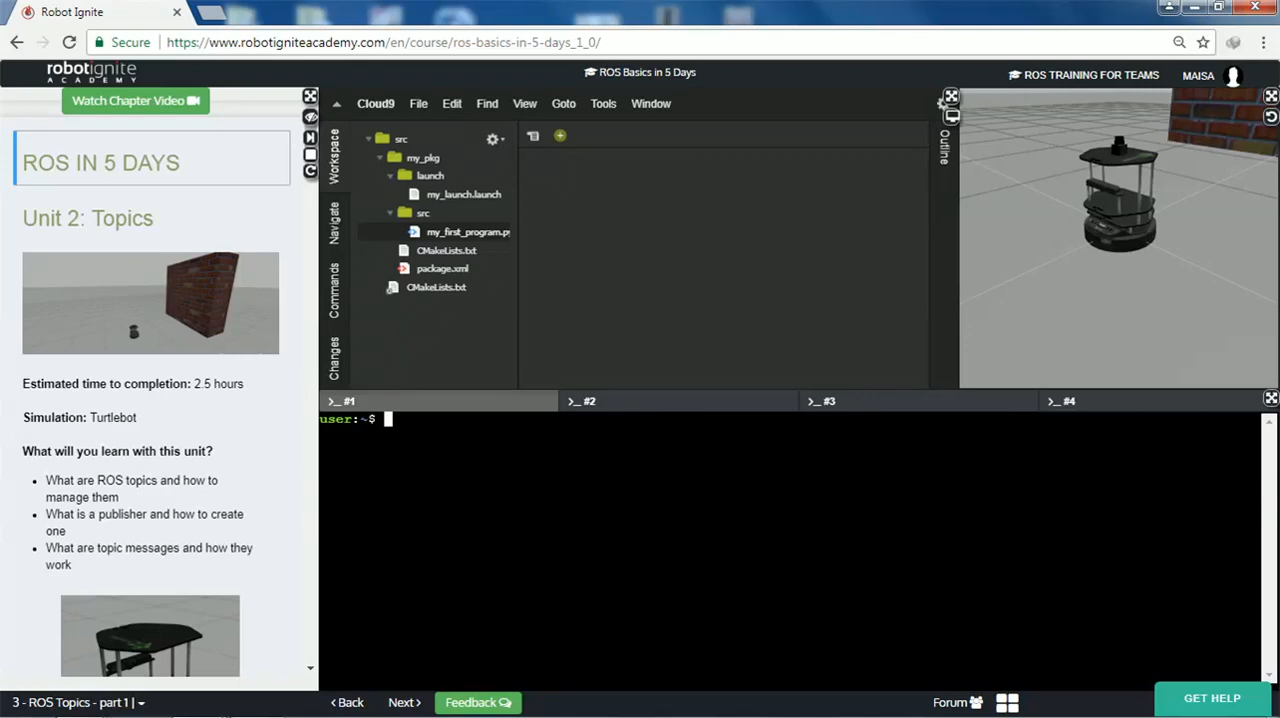 Robot Ignite
Secure
https://www.robotigniteacademy.com/en/course/ros-basics-in-5-days_1_0/
robotignite
ACADEMY
ROS Basics in 5 Days
ROS TRAINING FOR TEAMS
MAISA
Watch Chapter Video
ROS IN 5 DAYS
Unit 2: Topics
Estimated time to completion: 2.5 hours
Simulation: Turtlebot
What will you learn with this unit?
• What are ROS topics and how to
manage them
• What is a publisher and how to create
one
• What are topic messages and how they
work
Cloud9 File Edit Find View Goto Tools Window
Workspace
Navigate
Commands
Changes
src
my_pkg
launch
my_launch.launch
src
my_first_program.py
CMakeLists.txt
package.xml
CMakeLists.txt
Outline
>_ #1 >_ #2 >_ #3 >_ #4
user:~$
3 - ROS Topics - part 1 |
‹Back
Next›
Feedback
Forum
GET HELP